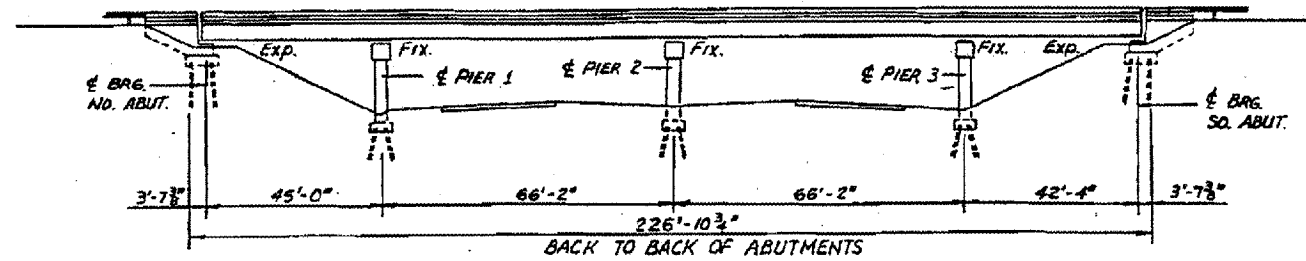 Exp.
FIX.
FIX.
FIX.
Exp.
℄ BRG.
NO. ABUT.
℄ PIER 1
℄ PIER 2
℄ PIER 3
℄ BRG.
SO. ABUT.
3'-7⅜"
45'-0"
66'-2"
66'-2"
42'-4"
3'-7⅜"
226'-10¾"
BACK TO BACK OF ABUTMENTS